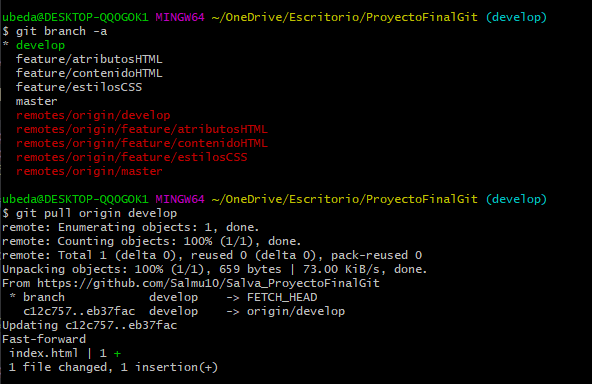 ubeda@DESKTOP-QQOGOK1 MINGW64 ~/OneDrive/Escritorio/ProyectoFinalGit (develop)
$ git branch -a
* develop
  feature/atributosHTML
  feature/contenidoHTML
  feature/estilosCSS
  master
  remotes/origin/develop
  remotes/origin/feature/atributosHTML
  remotes/origin/feature/contenidoHTML
  remotes/origin/feature/estilosCSS
  remotes/origin/master
ubeda@DESKTOP-QQOGOK1 MINGW64 ~/OneDrive/Escritorio/ProyectoFinalGit (develop)
$ git pull origin develop
remote: Enumerating objects: 1, done.
remote: Counting objects: 100% (1/1), done.
remote: Total 1 (delta 0), reused 0 (delta 0), pack-reused 0
Unpacking objects: 100% (1/1), 659 bytes | 73.00 KiB/s, done.
From https://github.com/Salmu10/Salva_ProyectoFinalGit
 * branch            develop    -> FETCH_HEAD
   c12c757..eb37fac  develop    -> origin/develop
Updating c12c757..eb37fac
Fast-forward
 index.html | 1 +
 1 file changed, 1 insertion(+)